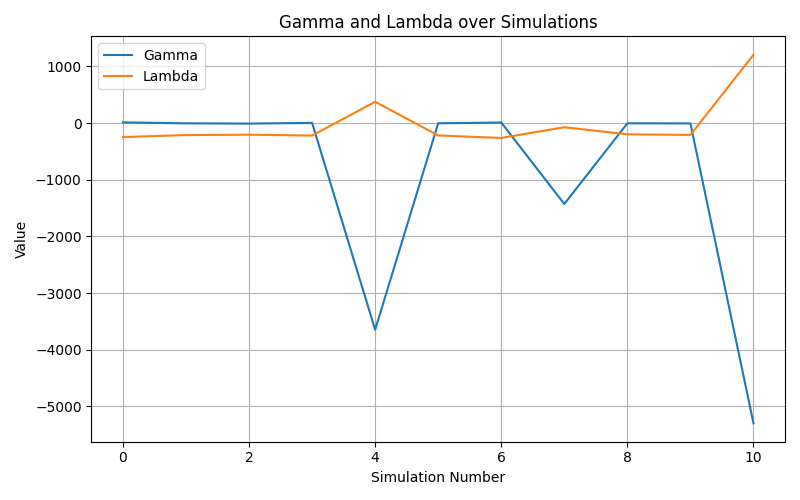 Gamma and Lambda over Simulations
Gamma
Lambda
1000
0
−1000
−2000
−3000
−4000
−5000
Value
0 2 4 6 8 10
Simulation Number